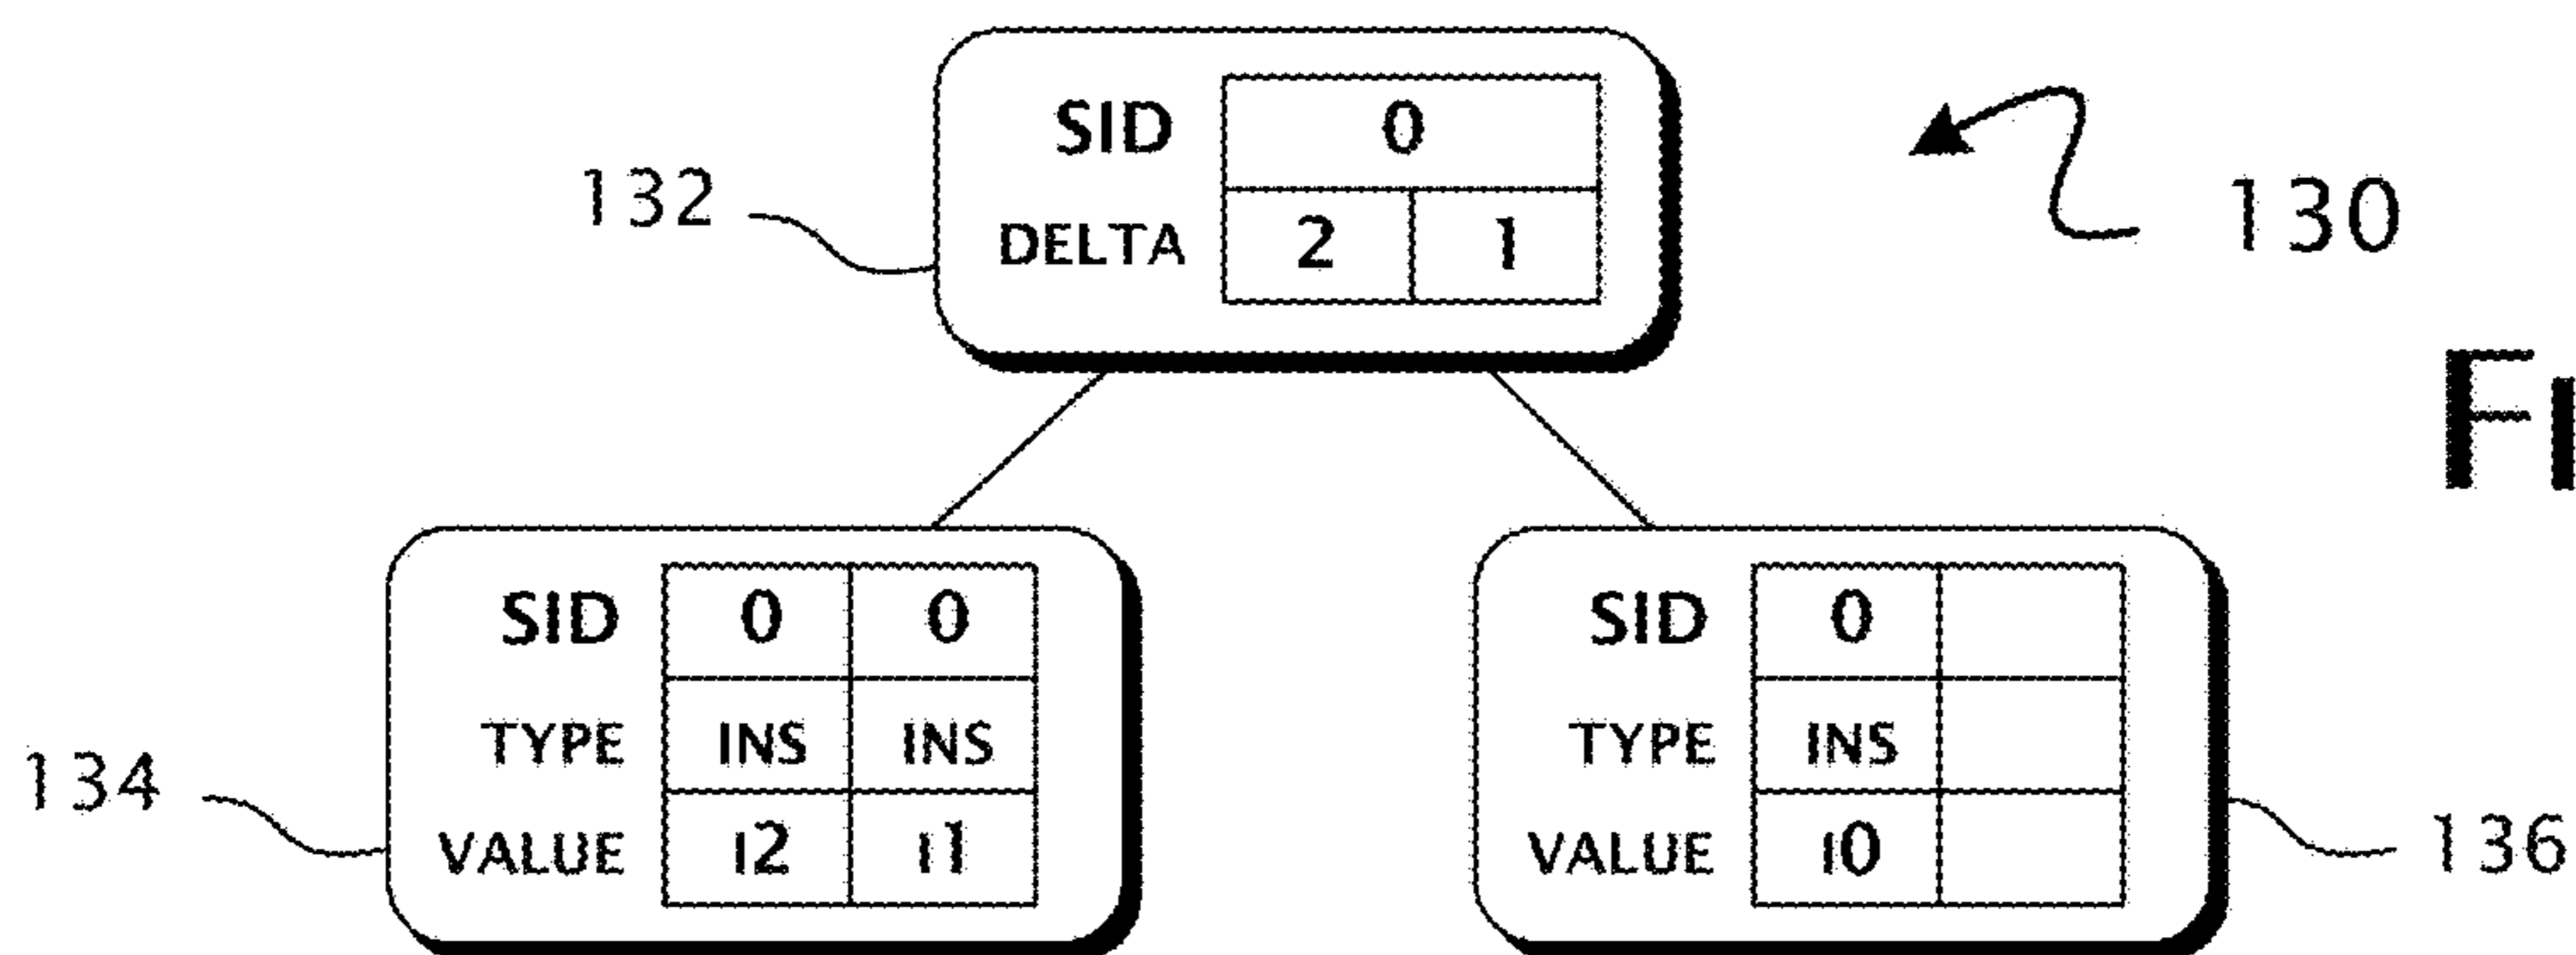 SID 0
132
DELTA 2 1
130
SID 0 0
TYPE INS INS
VALUE i2 i1
134
SID 0
TYPE INS
VALUE i0
136